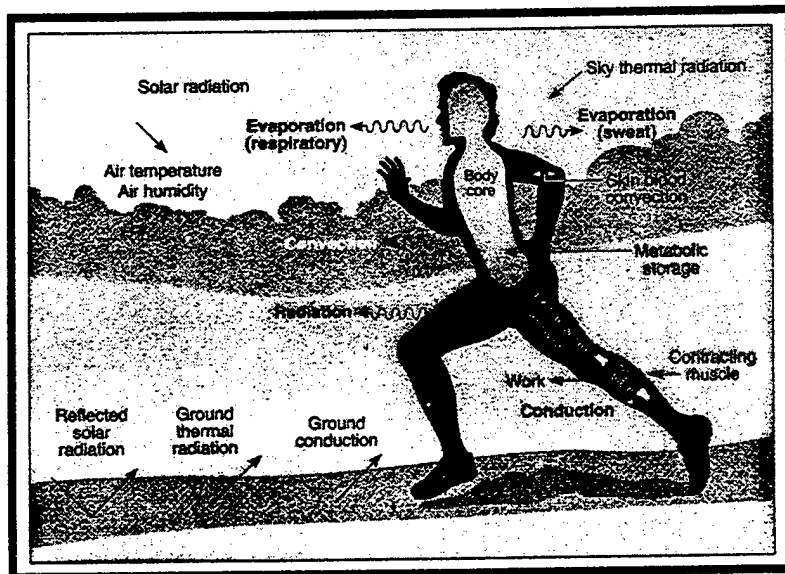 Solar radiation
Sky thermal radiation
Evaporation
(respiratory)
Evaporation
(sweat)
Air temperature
Air humidity
Body
core
Skin blood
convection
Convection
Metabolic
storage
Radiation
Contracting
muscle
Work
Conduction
Reflected
solar
radiation
Ground
thermal
radiation
Ground
conduction